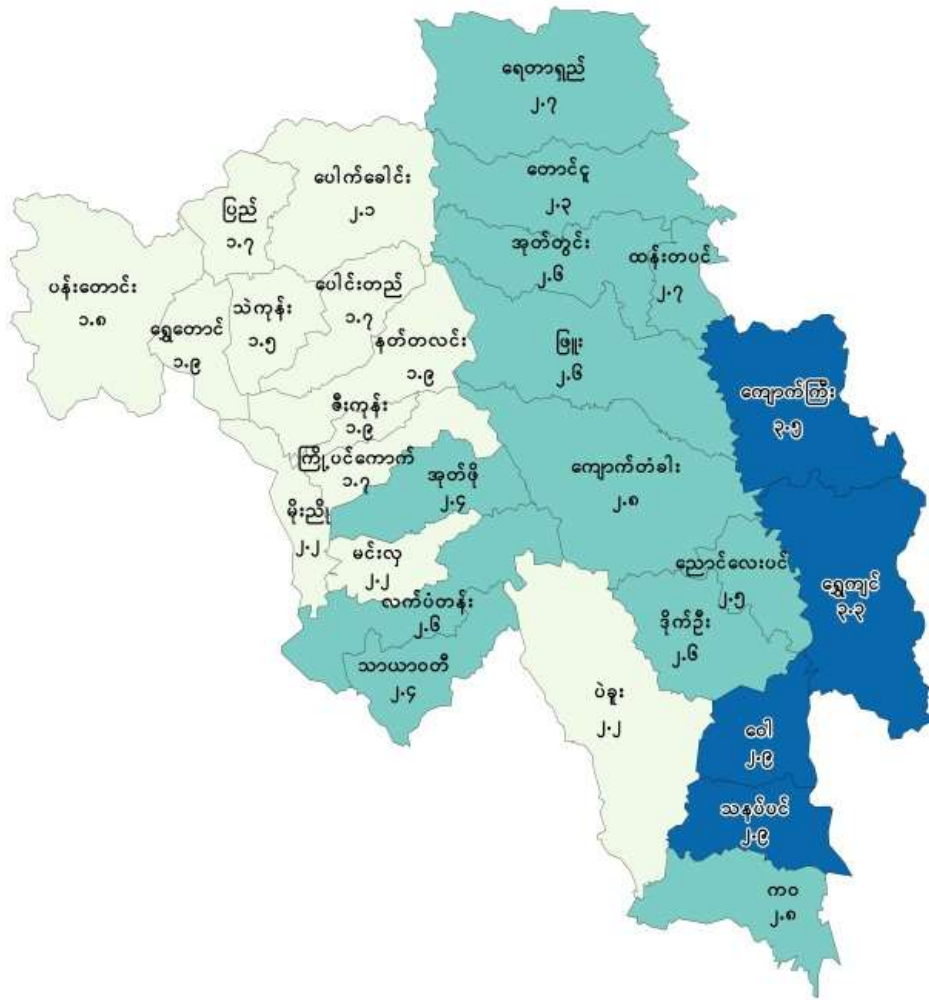 ရေတာရှည်
၂.၇
တောင်ငူ
၂.၃
ပေါက်ခေါင်း
၂.၁
ပြည်
၁.၇
အုတ်တွင်း
၂.၆
ထန်းတပင်
၂.၇
ပန်းတောင်း
၁.၈
ပေါင်းတည်
၁.၇
သဲကုန်း
၁.၅
ရွှေတောင်
၁.၉
နတ်တလင်း
၁.၉
ဖြူး
၂.၆
ကျောက်ကြီး
၃.၅
ဇီးကုန်း
၁.၉
ကြို့ပင်ကောက်
၁.၇
အုတ်ဖို
၂.၄
ကျောက်တံခါး
၂.၈
မိုးညို
၂.၂
မင်းလှ
၂.၂
ညောင်လေးပင်
၂.၅
ရွှေကျင်
၃.၃
လက်ပံတန်း
၂.၆
ဒိုက်ဦး
၂.၆
သာယာဝတီ
၂.၄
ပဲခူး
၂.၂
ဝေါ
၂.၉
သနပ်ပင်
၂.၉
ကဝ
၂.၈